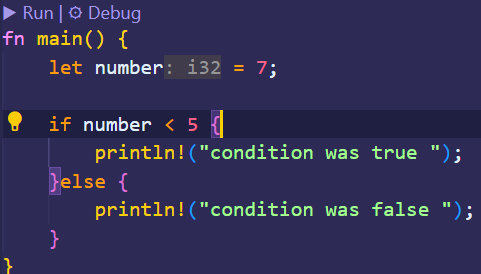 ▶ Run | ⚙ Debug
fn main() {
    let number: i32 = 7;

    if number < 5 {
        println!("condition was true ");
    }else {
        println!("condition was false ");
    }
}